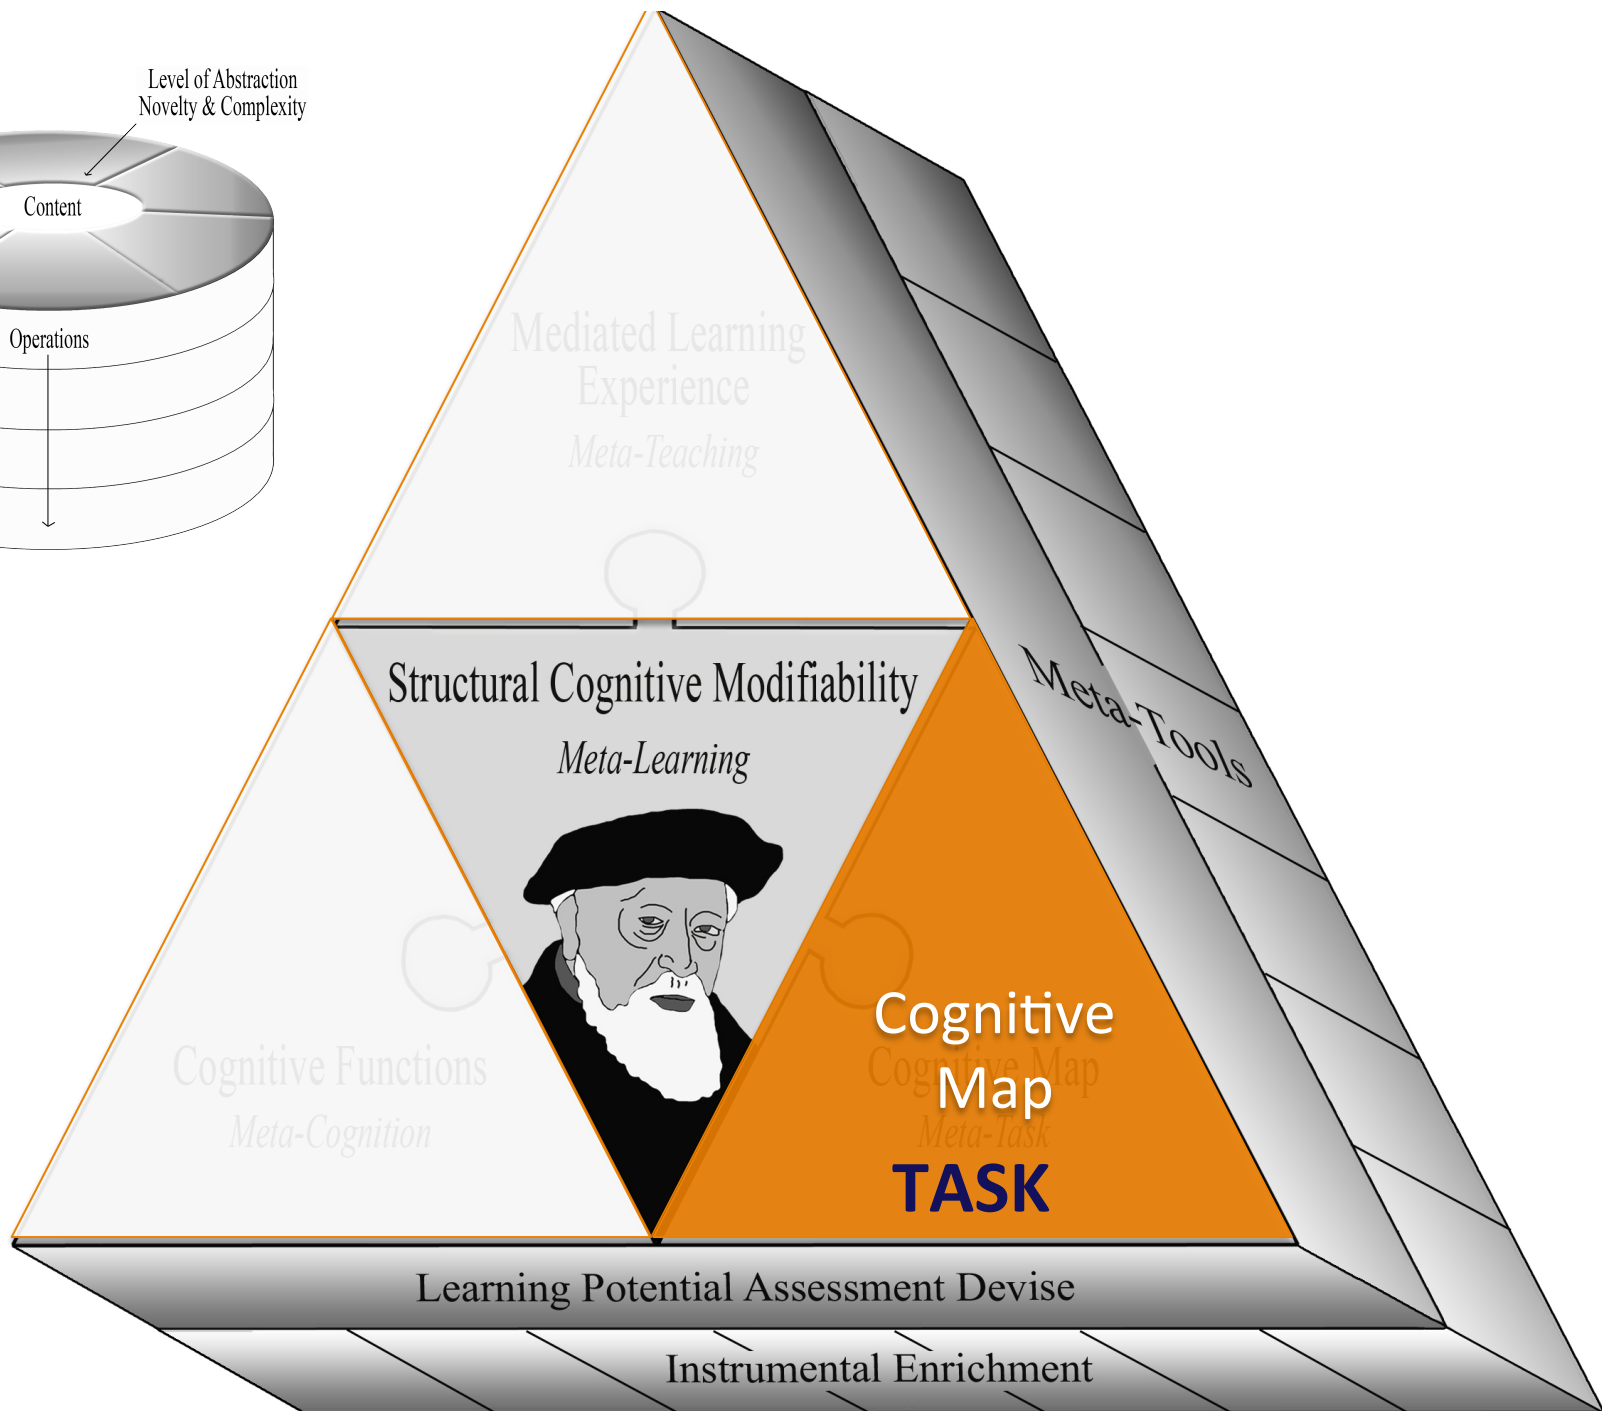 Level of Abstraction
Novelty & Complexity
Content
Operations
Mediated Learning
Experience
Meta-Teaching
Structural Cognitive Modifiability
Meta-Learning
Meta-Tools
Cognitive Functions
Meta-Cognition
Cognitive
Map
Cognitive Map
Meta-Task
TASK
Learning Potential Assessment Devise
Instrumental Enrichment